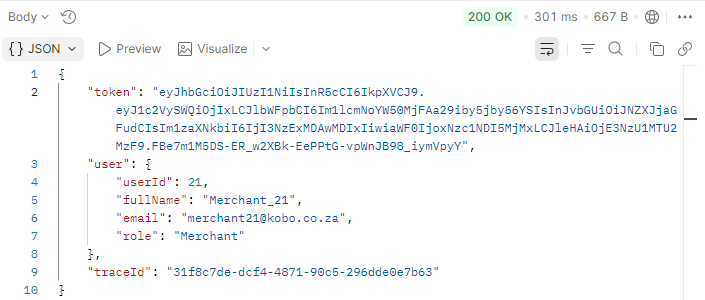 Body
200 OK
301 ms
667 B
{} JSON
Preview
Visualize
1 {
2 "token": "eyJhbGciOiJIUzI1NiIsInR5cCI6IkpXVCJ9.
eyJ1c2VySWQiOjIxLCJlbWFpbCI6Im1lcmNoYW50MjFAa29iby5jby56YSIsInJvbGUiOiJNZXJjaG
FudCIsIm1zaXNkbiI6IjI3NzExMDAwMDIxIiwiaWF0IjoxNzc1NDI5MjMxLCJleHAiOjE3NzU1MTU2
MzF9.FBe7m1M5DS-ER_w2XBk-EePPtG-vpWnJB98_iymVpyY",
3 "user": {
4 "userId": 21,
5 "fullName": "Merchant_21",
6 "email": "merchant21@kobo.co.za",
7 "role": "Merchant"
8 },
9 "traceId": "31f8c7de-dcf4-4871-90c5-296dde0e7b63"
10 }